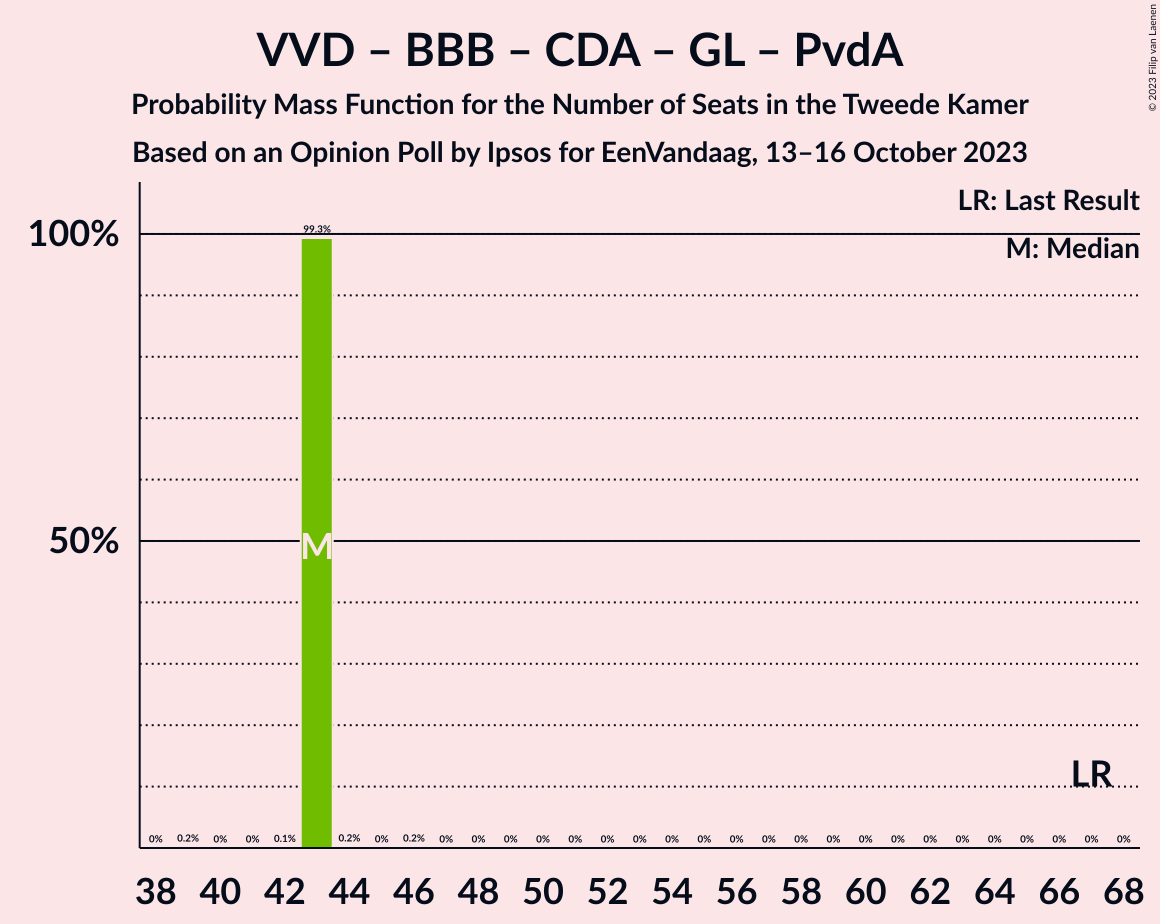 VVD – BBB – CDA – GL – PvdA
Probability Mass Function for the Number of Seats in the Tweede Kamer
Based on an Opinion Poll by Ipsos for EenVandaag, 13–16 October 2023
© 2023 Filip van Laenen
LR: Last Result
M: Median
100%
50%
99.3%
M
LR
0% 0.2% 0% 0% 0.1% 0.2% 0% 0.2% 0% 0% 0% 0% 0% 0% 0% 0% 0% 0% 0% 0% 0% 0% 0% 0% 0% 0% 0% 0% 0% 0%
38 40 42 44 46 48 50 52 54 56 58 60 62 64 66 68